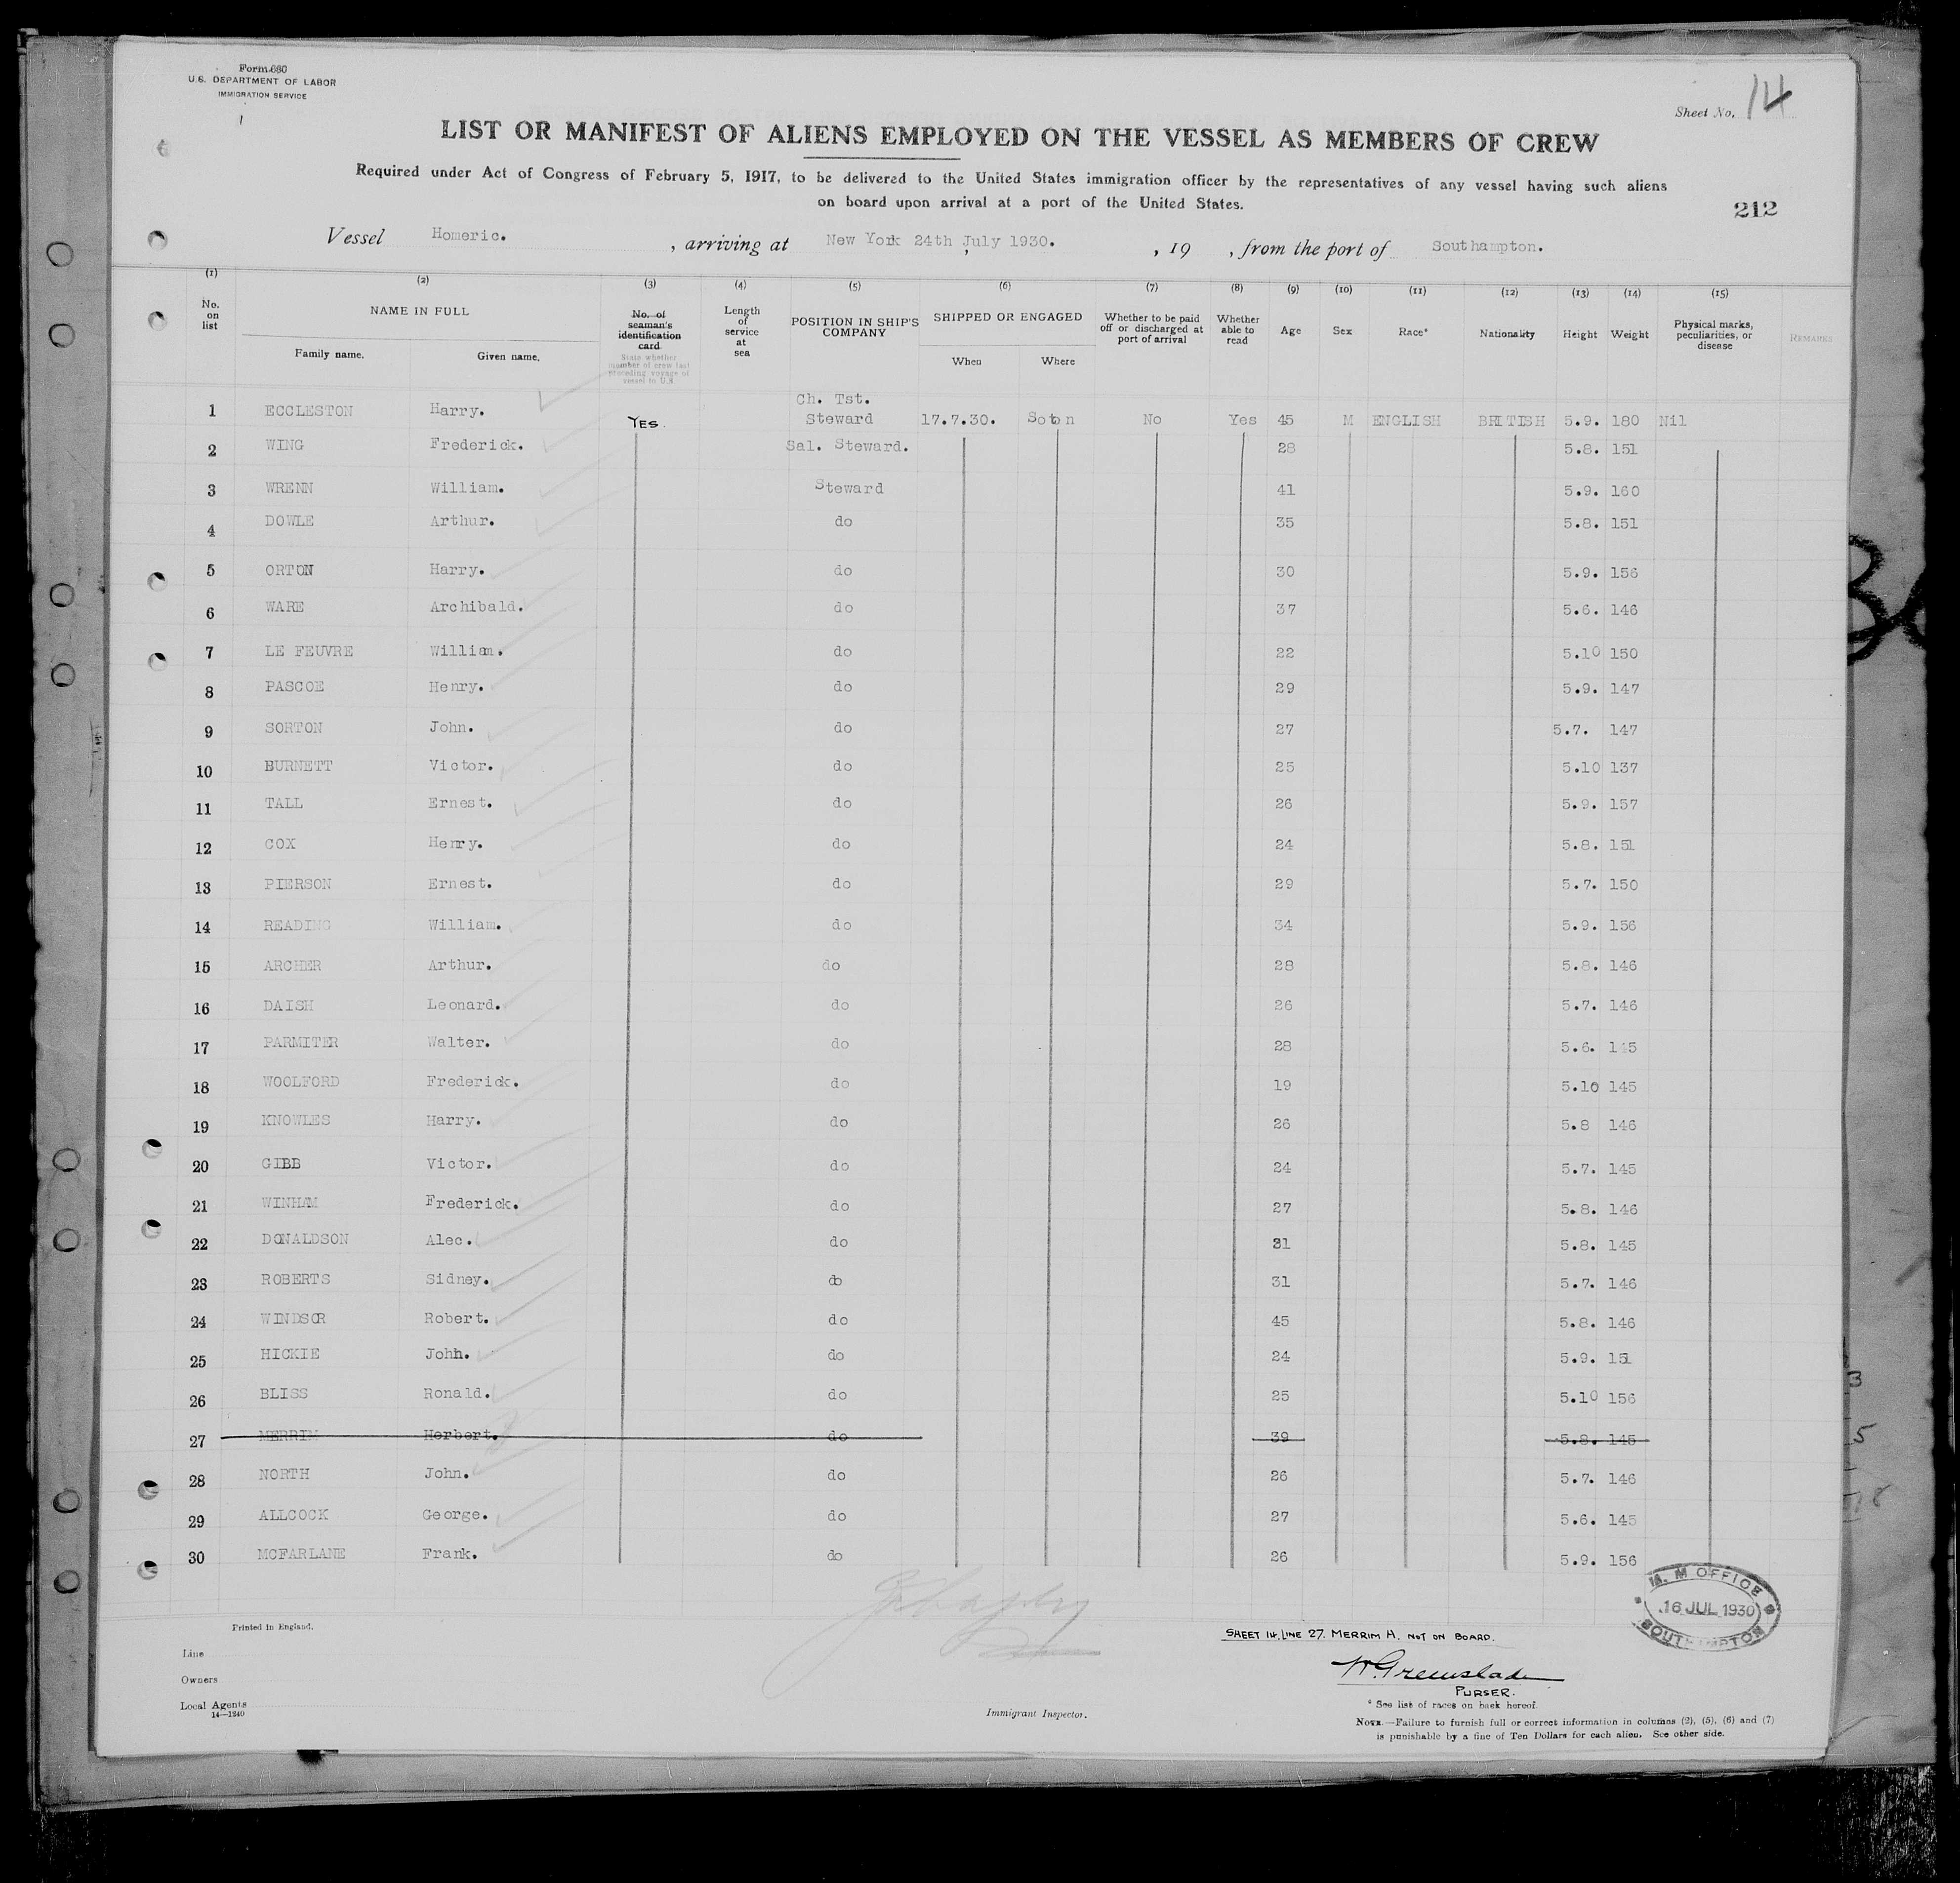 Form 680
U.S. DEPARTMENT OF LABOR
IMMIGRATION SERVICE
Sheet No. 14
LIST OR MANIFEST OF ALIENS EMPLOYED ON THE VESSEL AS MEMBERS OF CREW
Required under Act of Congress of February 5, 1917, to be delivered to the United States immigration officer by the representatives of any vessel having such aliens
on board upon arrival at a port of the United States.
212
Vessel Homeric. , arriving at New York 24th July 1930. , 19 , from the port of Southampton.
(1) (2) (3) (4) (5) (6) (7) (8) (9) (10) (11) (12) (13) (14) (15)
No. on list
NAME IN FULL
Family name. Given name.
No. of seaman's identification card
State whether member of crew last preceding voyage of vessel to U.S.
Length of service at sea
POSITION IN SHIP'S COMPANY
SHIPPED OR ENGAGED
When Where
Whether to be paid off or discharged at port of arrival
Whether able to read
Age
Sex
Race*
Nationality
Height
Weight
Physical marks, peculiarities, or disease
REMARKS
1 ECCLESTON Harry. YES. Ch. Tst. Steward 17.7.30. Soton No Yes 45 M ENGLISH BRITISH 5.9. 180 Nil
2 WING Frederick. Sal. Steward. 28 5.8. 151
3 WRENN William. Steward 41 5.9. 160
4 DOWLE Arthur. do 35 5.8. 151
5 ORTON Harry. do 30 5.9. 156
6 WARE Archibald. do 37 5.6. 146
7 LE FEUVRE William. do 22 5.10 150
8 PASCOE Henry. do 29 5.9. 147
9 SORTON John. do 27 5.7. 147
10 BURNETT Victor. do 25 5.10 137
11 TALL Ernest. do 26 5.9. 157
12 COX Henry. do 24 5.8. 151
13 PIERSON Ernest. do 29 5.7. 150
14 READING William. do 34 5.9. 156
15 ARCHER Arthur. do 28 5.8. 146
16 DAISH Leonard. do 26 5.7. 146
17 PARMITER Walter. do 28 5.6. 145
18 WOOLFORD Frederick. do 19 5.10 145
19 KNOWLES Harry. do 26 5.8 146
20 GIBB Victor. do 24 5.7. 145
21 WINHAM Frederick. do 27 5.8. 146
22 DONALDSON Alec. do 31 5.8. 145
23 ROBERTS Sidney. do 31 5.7. 146
24 WINDSOR Robert. do 45 5.8. 146
25 HICKIE John. do 24 5.9. 151
26 BLISS Ronald. do 25 5.10 156
27 MERRIM Herbert. do 39 5.8. 145
28 NORTH John. do 26 5.7. 146
29 ALLCOCK George. do 27 5.6. 145
30 MCFARLANE Frank. do 26 5.9. 156
M. M OFFICE
16 JUL 1930
SOUTHAMPTON
Printed in England.
SHEET 14, LINE 27. MERRIM H. NOT ON BOARD.
Line
Owners
PURSER.
Local Agents
14—1240
Immigrant Inspector.
* See list of races on back hereof.
NOTE.—Failure to furnish full or correct information in columns (2), (5), (6) and (7)
is punishable by a fine of Ten Dollars for each alien. See other side.